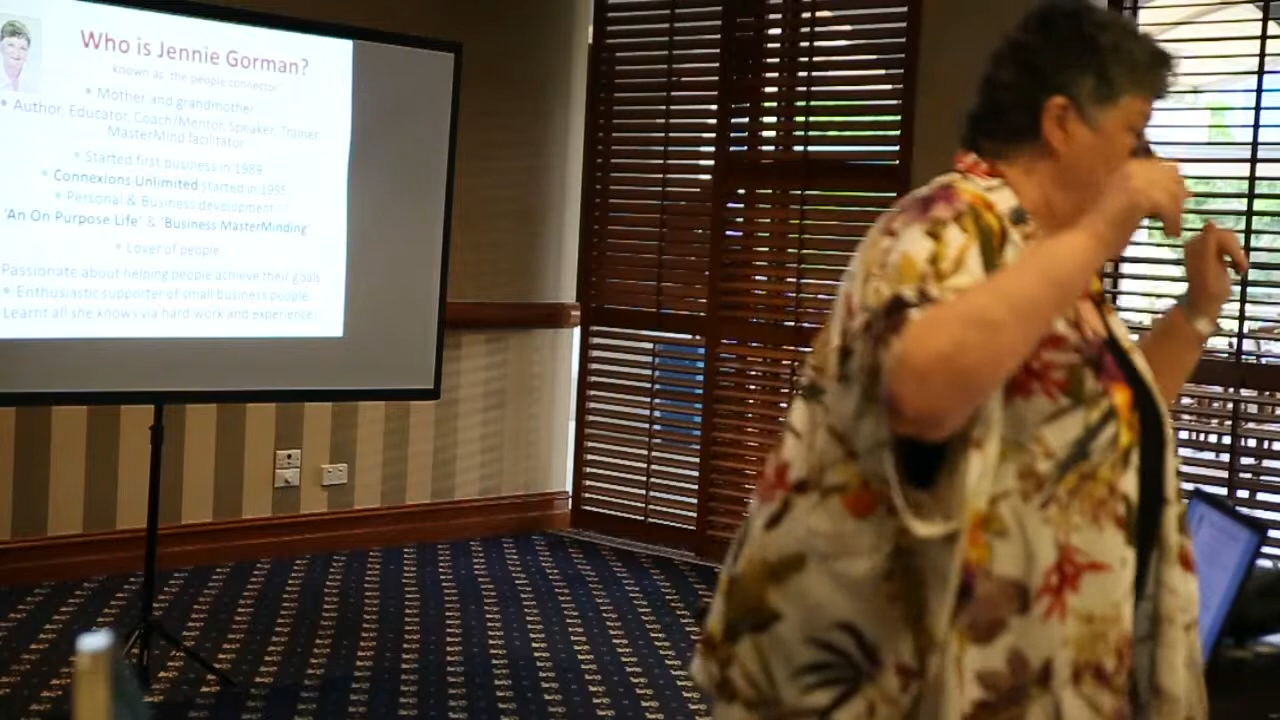 Who is Jennie Gorman?
known as 'the people connector'
• Mother and grandmother
• Author, Educator, Coach/Mentor, Speaker, Trainer
MasterMind facilitator
• Started first business in 1989
• Connexions Unlimited started in 1995
• Personal & Business development
'An On Purpose Life' & 'Business MasterMinding'
• Lover of people
Passionate about helping people achieve their goals
• Enthusiastic supporter of small business people
Learnt all she knows via hard work and experience